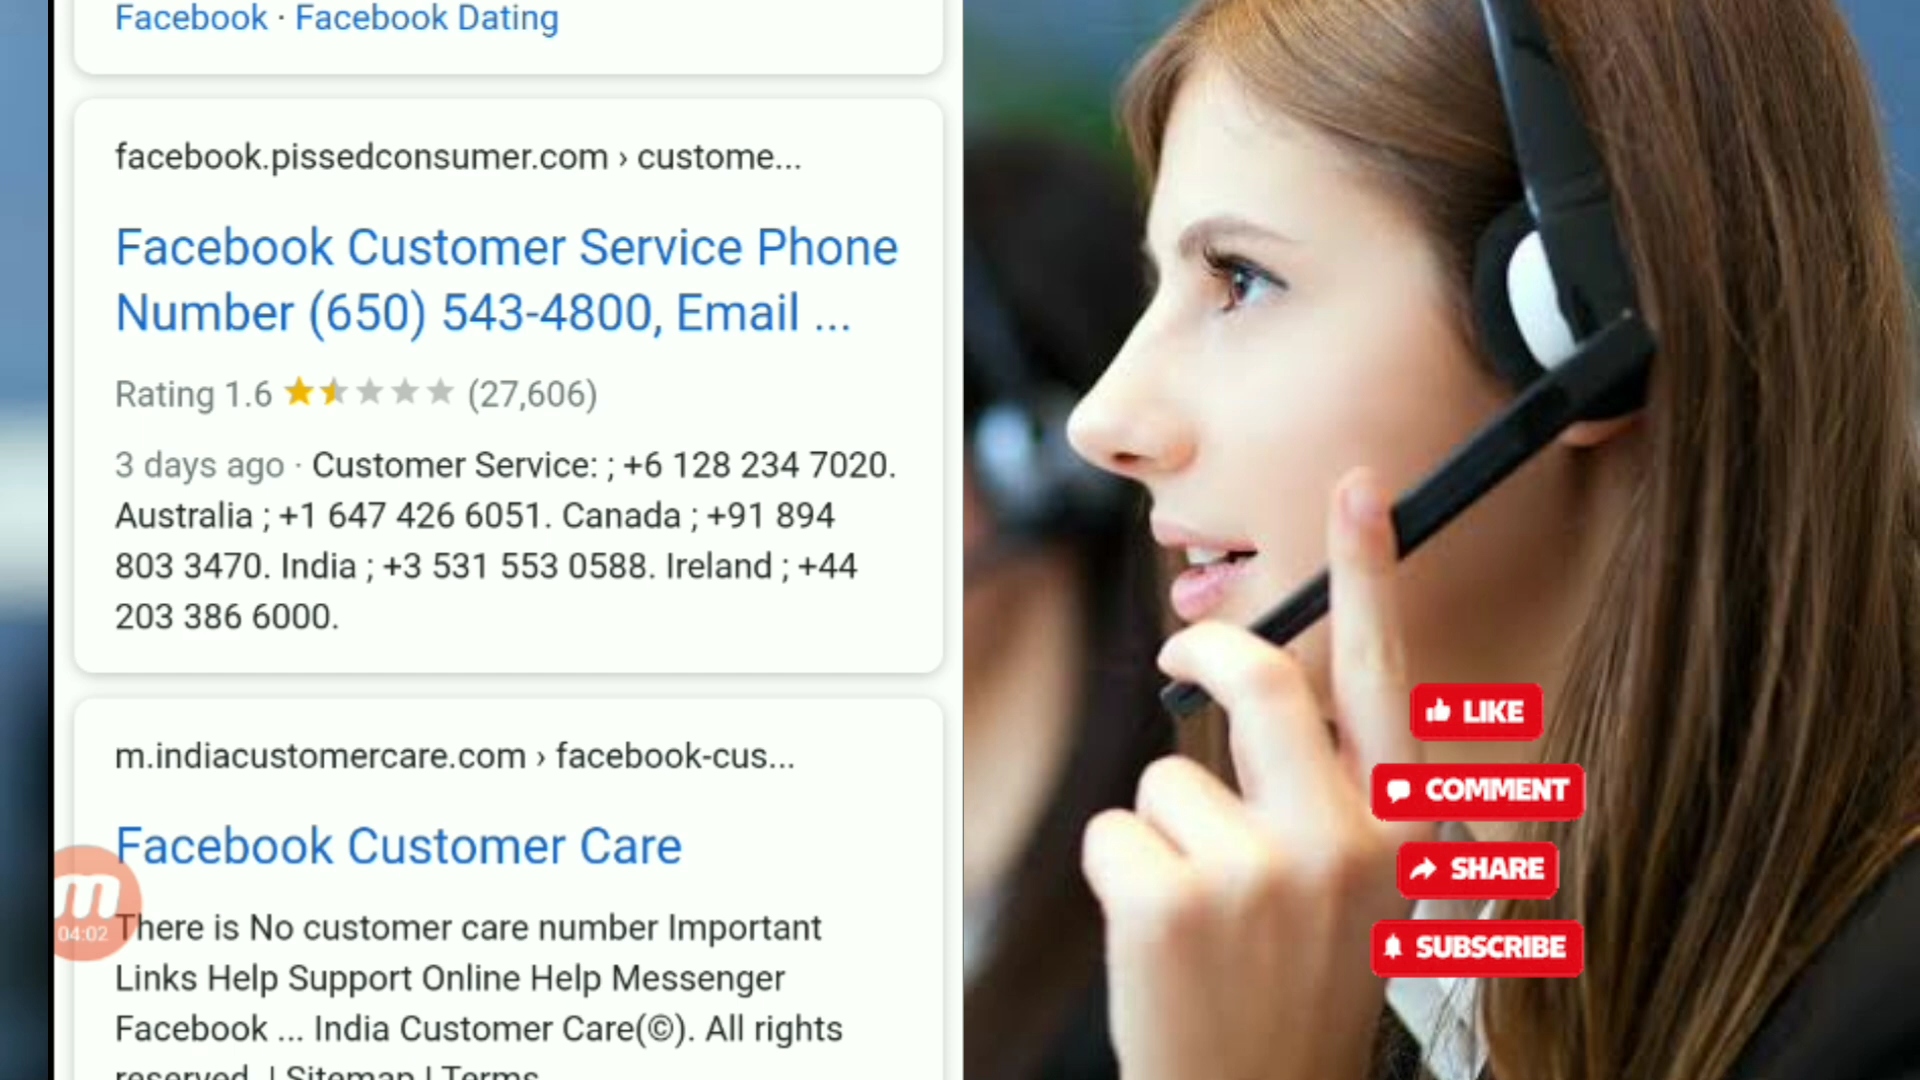 Facebook · Facebook Dating
facebook.pissedconsumer.com › custome...
Facebook Customer Service Phone
Number (650) 543-4800, Email ...
Rating 1.6 (27,606)
3 days ago · Customer Service: ; +6 128 234 7020.
Australia ; +1 647 426 6051. Canada ; +91 894
803 3470. India ; +3 531 553 0588. Ireland ; +44
203 386 6000.
m.indiacustomercare.com › facebook-cus...
Facebook Customer Care
There is No customer care number Important
Links Help Support Online Help Messenger
Facebook ... India Customer Care(©). All rights
reserved. | Sitemap | Terms
m
04:02
LIKE
COMMENT
SHARE
SUBSCRIBE